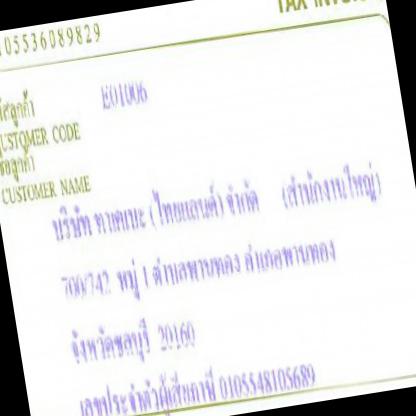 105536089829
TAX INVOI
รหัสลูกค้า E01006
CUSTOMER CODE
ชื่อลูกค้า
CUSTOMER NAME
บริษัท ทาคเบะ (ไทยแลนด์) จำกัด (สำนักงานใหญ่)
700/742 หมู่ 1 ตำบลพานทอง อำเภอพานทอง
จังหวัดชลบุรี 20160
เลขประจำตัวผู้เสียภาษี 0105548105689